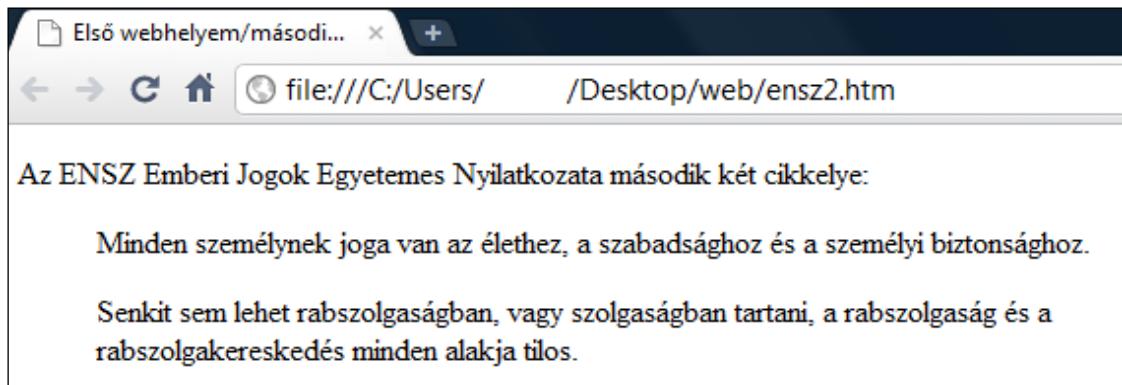 Első webhelyem/másodi...
file:///C:/Users/ /Desktop/web/ensz2.htm
Az ENSZ Emberi Jogok Egyetemes Nyilatkozata második két cikkelye:
Minden személynek joga van az élethez, a szabadsághoz és a személyi biztonsághoz.
Senkit sem lehet rabszolgaságban, vagy szolgaságban tartani, a rabszolgaság és a
rabszolgakereskedés minden alakja tilos.